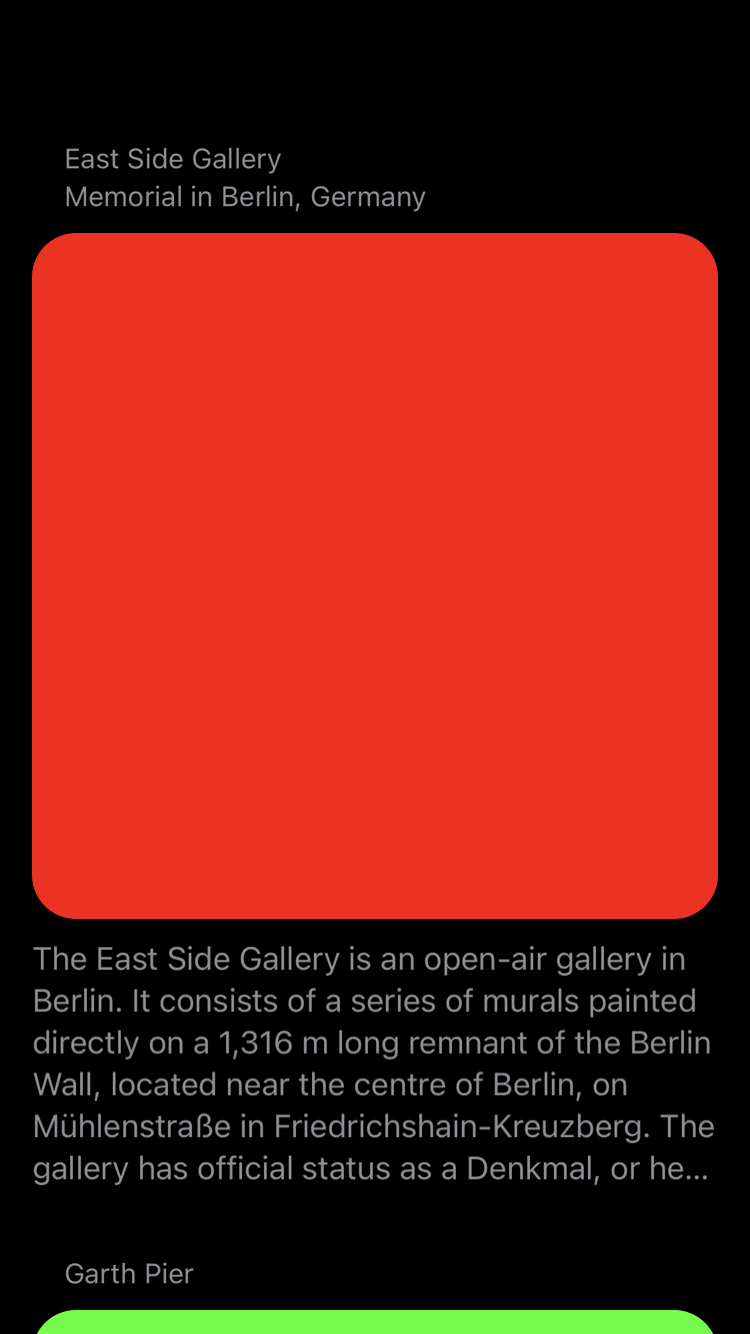 East Side Gallery
Memorial in Berlin, Germany
The East Side Gallery is an open-air gallery in
Berlin. It consists of a series of murals painted
directly on a 1,316 m long remnant of the Berlin
Wall, located near the centre of Berlin, on
Mühlenstraße in Friedrichshain-Kreuzberg. The
gallery has official status as a Denkmal, or he...
Garth Pier